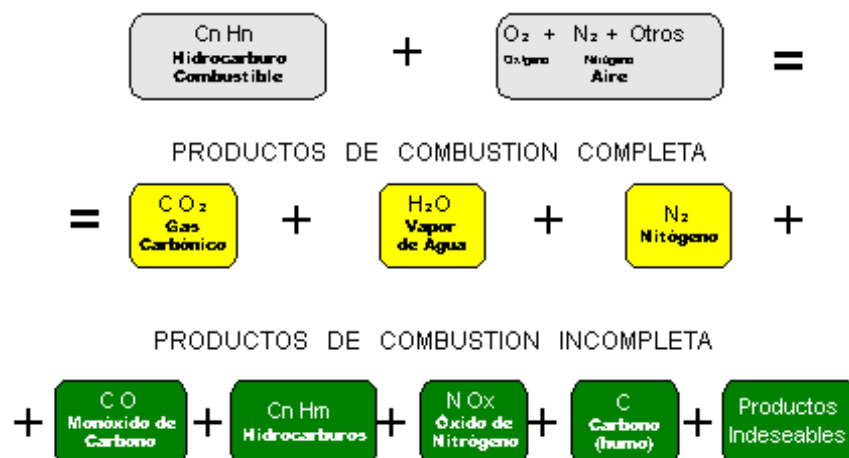 Cn Hn
Hidrocarburo
Combustible
+
O₂ + N₂ + Otros
Oxígeno Nitrógeno
Aire
=
PRODUCTOS DE COMBUSTION COMPLETA
=
C O₂
Gas
Carbónico
+
H₂O
Vapor
de Agua
+
N₂
Nitógeno
+
PRODUCTOS DE COMBUSTION INCOMPLETA
+
C O
Monóxido de
Carbono
+
Cn Hm
Hidrocarburos
+
N Ox
Óxido de
Nitrógeno
+
C
Carbono
(humo)
+
Productos
Indeseables